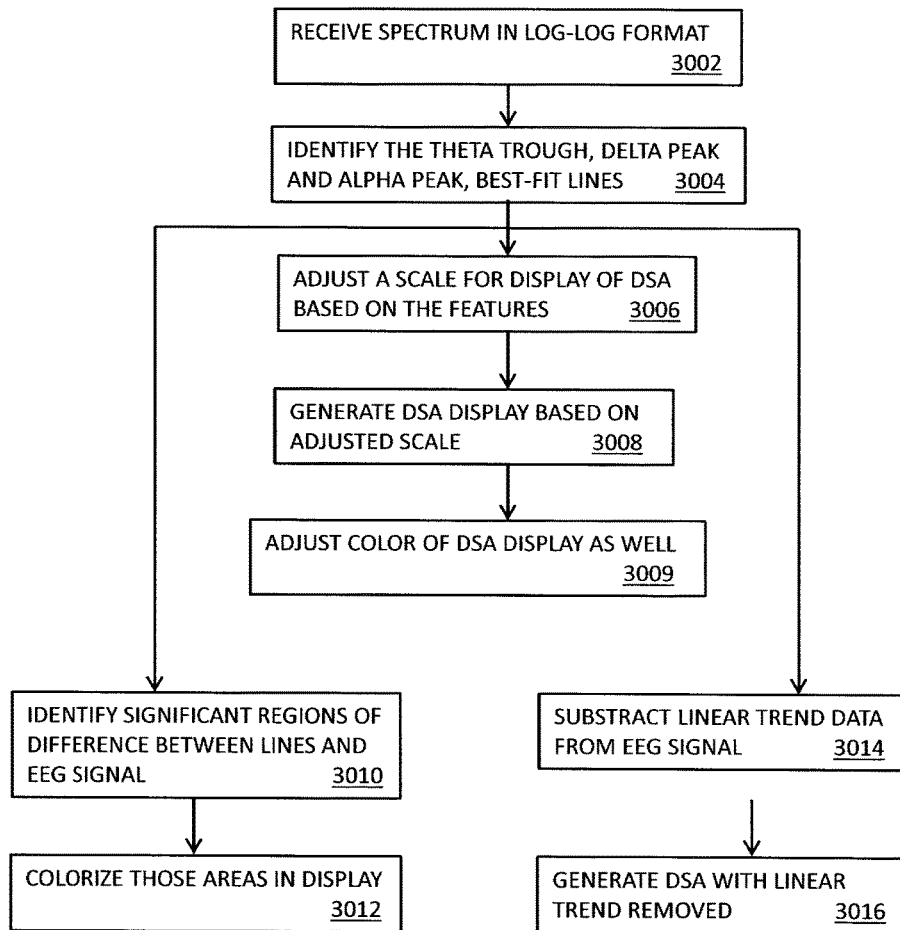 RECEIVE SPECTRUM IN LOG-LOG FORMAT
3002
IDENTIFY THE THETA TROUGH, DELTA PEAK
AND ALPHA PEAK, BEST-FIT LINES 3004
ADJUST A SCALE FOR DISPLAY OF DSA
BASED ON THE FEATURES 3006
GENERATE DSA DISPLAY BASED ON
ADJUSTED SCALE 3008
ADJUST COLOR OF DSA DISPLAY AS WELL
3009
IDENTIFY SIGNIFICANT REGIONS OF
DIFFERENCE BETWEEN LINES AND
EEG SIGNAL 3010
COLORIZE THOSE AREAS IN DISPLAY
3012
SUBSTRACT LINEAR TREND DATA
FROM EEG SIGNAL 3014
GENERATE DSA WITH LINEAR
TREND REMOVED 3016